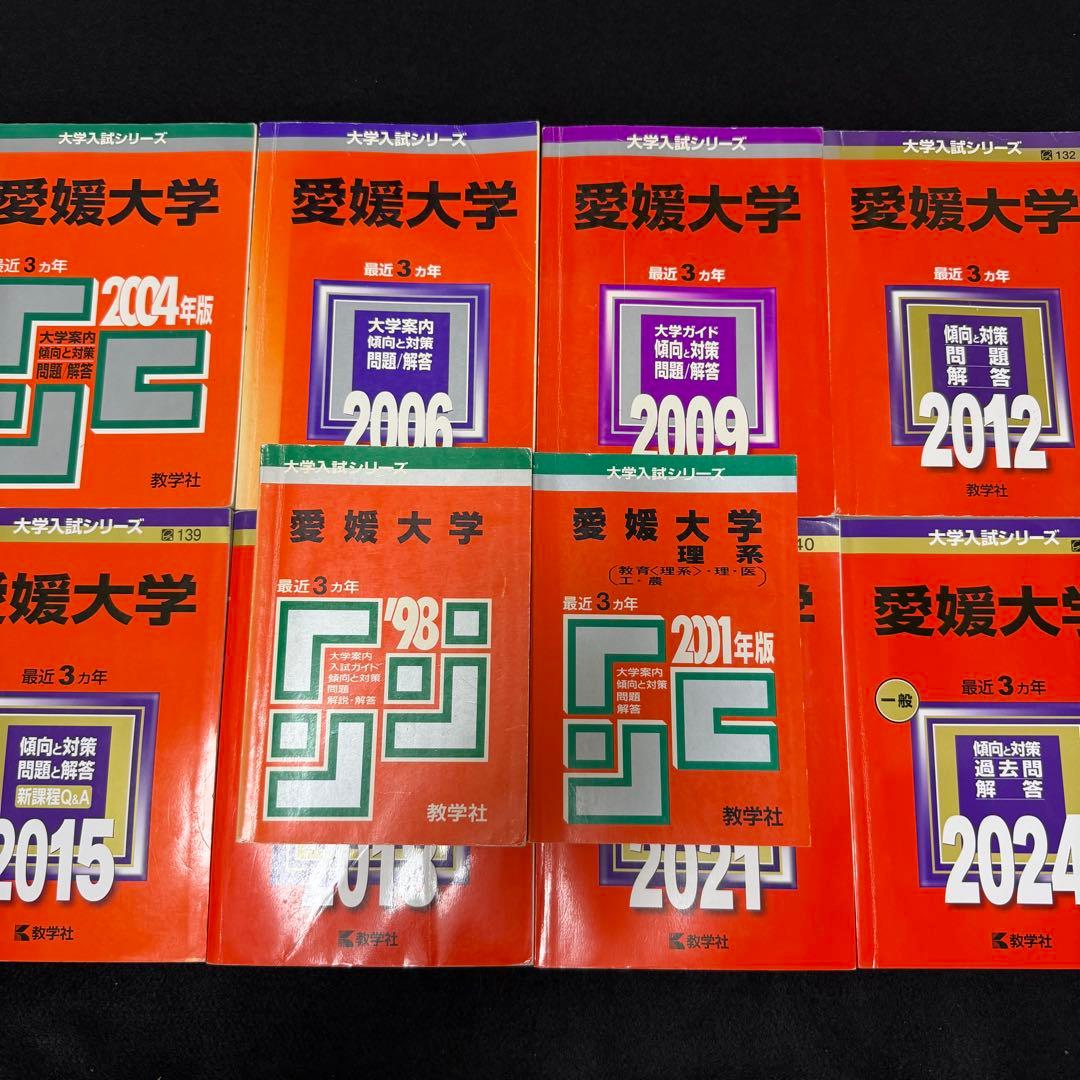 大学入試シリーズ
愛媛大学
最近3ヵ年
2004年版
大学案内
傾向と対策
問題/解答
教学社
大学入試シリーズ
愛媛大学
最近3ヵ年
大学案内
傾向と対策
問題/解答
2006
大学入試シリーズ
愛媛大学
最近3ヵ年
大学ガイド
傾向と対策
問題/解答
2009
大学入試シリーズ
132
愛媛大学
最近3ヵ年
傾向と対策
問題
解答
2012
教学社
大学入試シリーズ
139
愛媛大学
最近3ヵ年
傾向と対策
問題と解答
新課程Q&A
2015
教学社
大学入試シリーズ
愛媛大学
最近3ヵ年
'98
大学案内
入試ガイド
傾向と対策
問題
解説・解答
教学社
2018
教学社
大学入試シリーズ
愛媛大学
理系
(教育〈理系〉・理・医
工・農)
最近3ヵ年
2001年版
大学案内
傾向と対策
問題
解答
教学社
40
2021
教学社
大学入試シリーズ
愛媛大学
一般
最近3ヵ年
傾向と対策
過去問
解答
2024
教学社